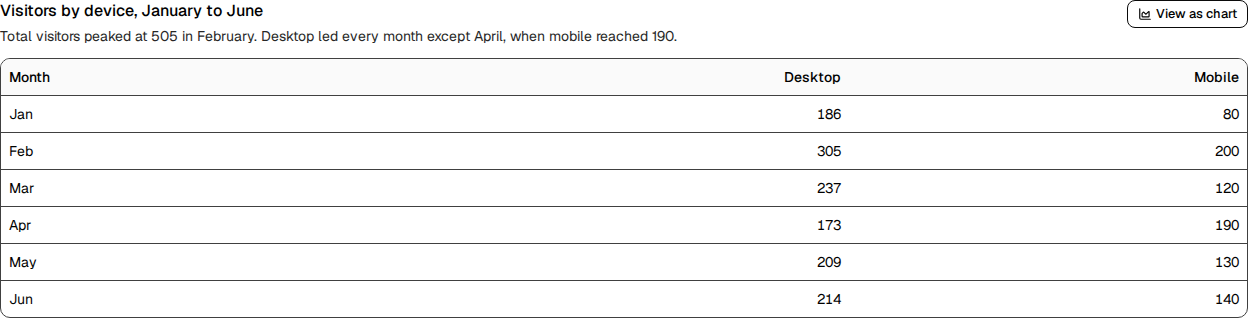 Visitors by device, January to June
View as chart
Total visitors peaked at 505 in February. Desktop led every month except April, when mobile reached 190.
Month Desktop Mobile
Jan 186 80
Feb 305 200
Mar 237 120
Apr 173 190
May 209 130
Jun 214 140